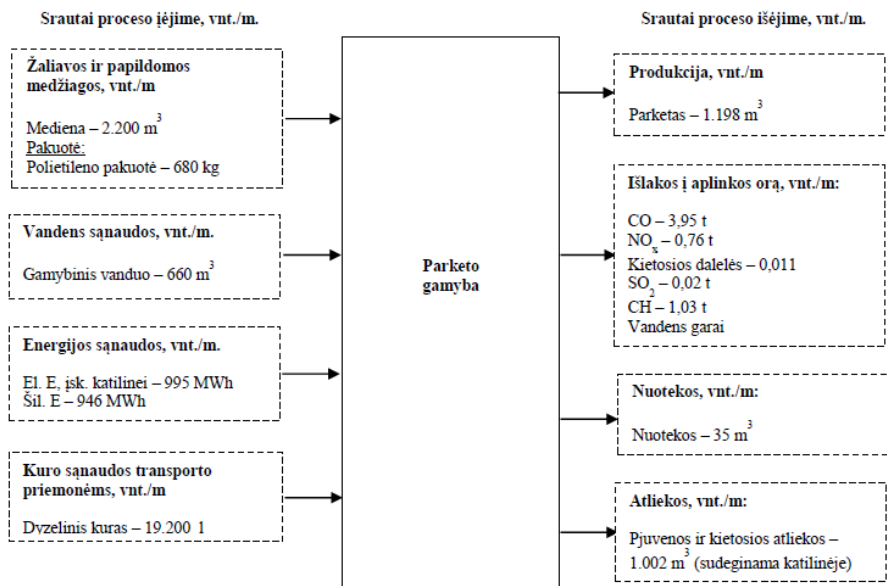 Srautai proceso įėjime, vnt./m.
Žaliavos ir papildomos
medžiagos, vnt./m
Mediena – 2.200 m³
Pakuotė:
Polietileno pakuotė – 680 kg
Vandens sąnaudos, vnt./m.
Gamybinis vanduo – 660 m³
Energijos sąnaudos, vnt./m.
El. E, įsk. katilinei – 995 MWh
Šil. E – 946 MWh
Kuro sąnaudos transporto
priemonėms, vnt./m
Dyzelinis kuras – 19.200 l
Parketo
gamyba
Srautai proceso išėjime, vnt./m.
Produkcija, vnt./m
Parketas – 1.198 m³
Išlakos į aplinkos orą, vnt./m:
CO – 3,95 t
NOₓ – 0,76 t
Kietosios dalelės – 0,011
SO₂ – 0,02 t
CH – 1,03 t
Vandens garai
Nuotekos, vnt./m:
Nuotekos – 35 m³
Atliekos, vnt./m:
Pjuvenos ir kietosios atliekos –
1.002 m³ (sudeginama katilinėje)